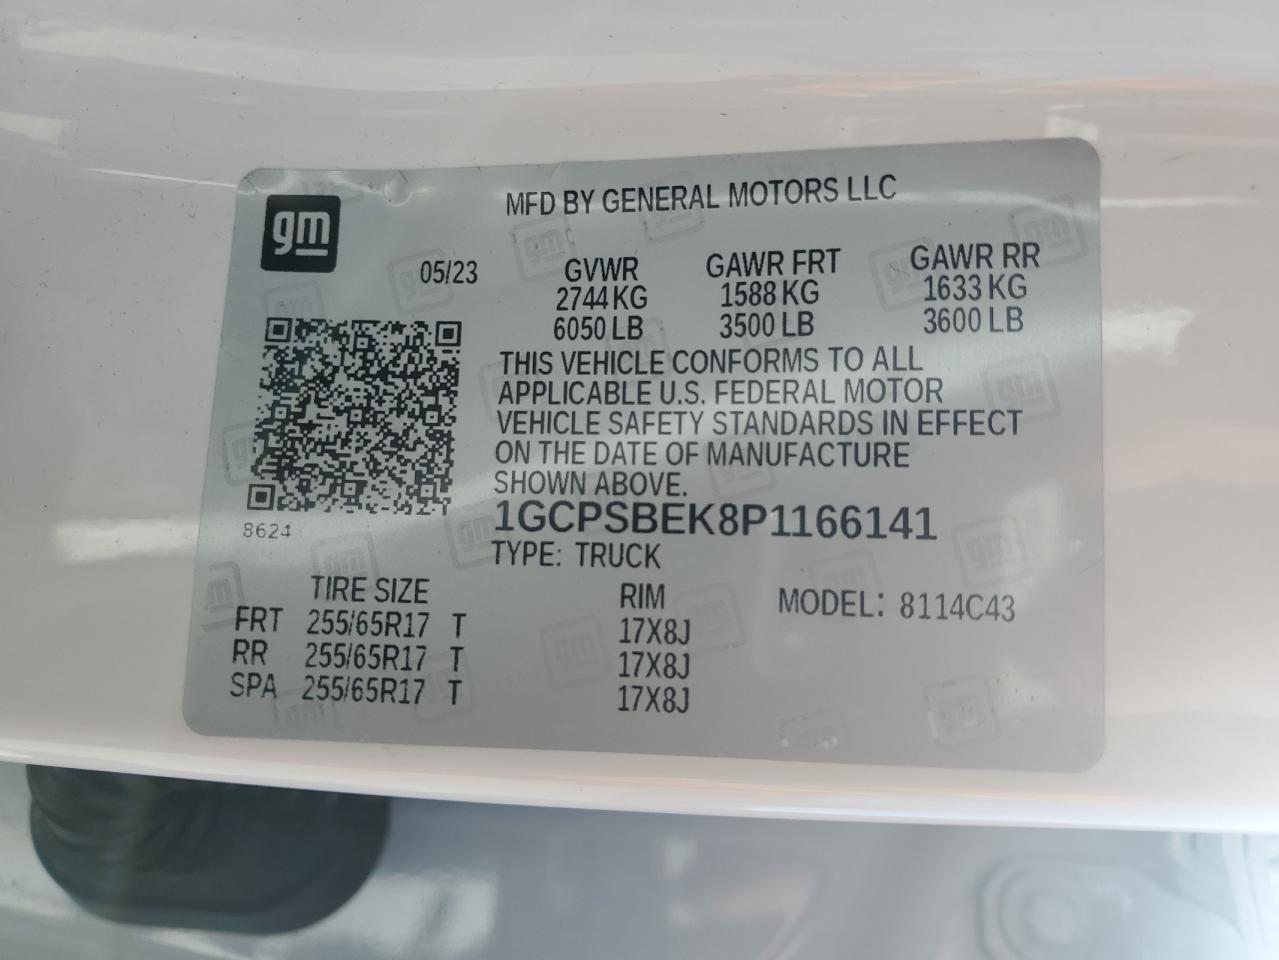 gm
MFD BY GENERAL MOTORS LLC
05/23
GVWR GAWR FRT GAWR RR
2744 KG 1588 KG 1633 KG
6050 LB 3500 LB 3600 LB
THIS VEHICLE CONFORMS TO ALL
APPLICABLE U.S. FEDERAL MOTOR
VEHICLE SAFETY STANDARDS IN EFFECT
ON THE DATE OF MANUFACTURE
SHOWN ABOVE.
8624
1GCPSBEK8P1166141
TYPE: TRUCK
TIRE SIZE RIM MODEL: 8114C43
FRT 255/65R17 T 17X8J
RR 255/65R17 T 17X8J
SPA 255/65R17 T 17X8J